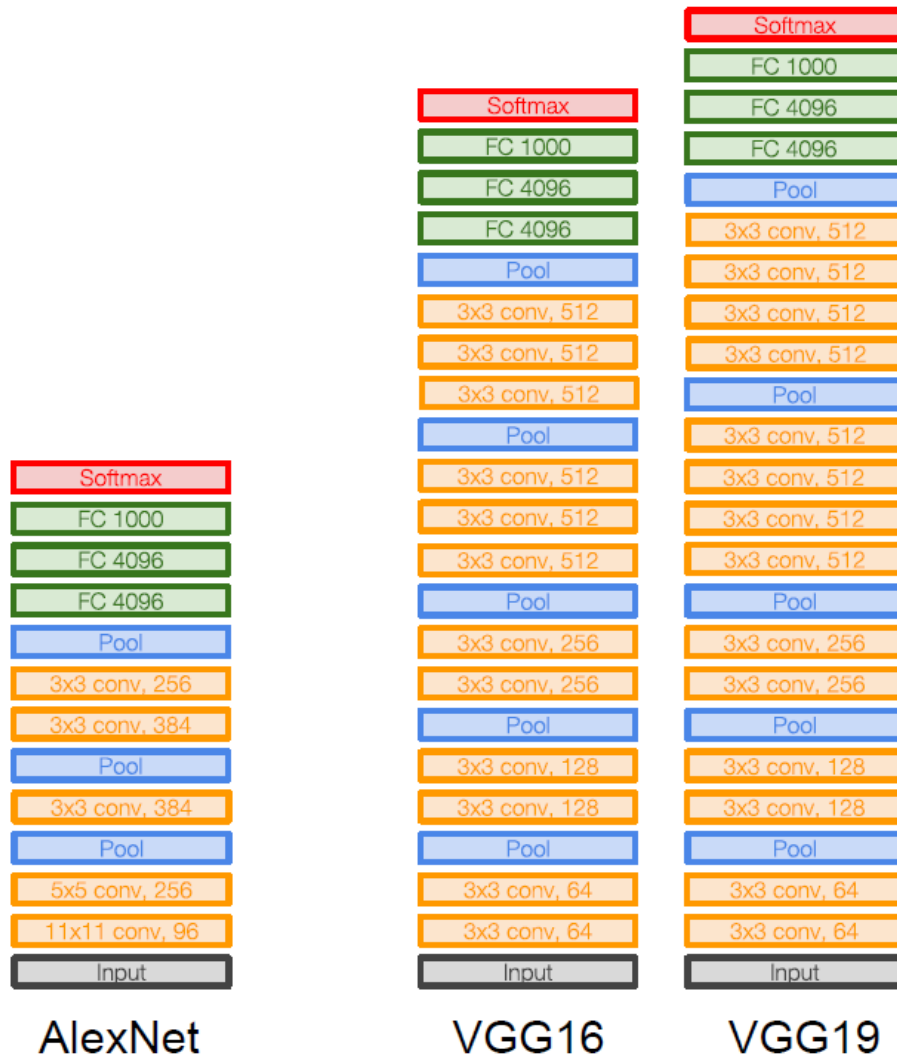 Softmax
FC 1000
FC 4096
FC 4096
Pool
3x3 conv, 256
3x3 conv, 384
Pool
3x3 conv, 384
Pool
5x5 conv, 256
11x11 conv, 96
Input
AlexNet
Softmax
FC 1000
FC 4096
FC 4096
Pool
3x3 conv, 512
3x3 conv, 512
3x3 conv, 512
Pool
3x3 conv, 512
3x3 conv, 512
3x3 conv, 512
Pool
3x3 conv, 256
3x3 conv, 256
Pool
3x3 conv, 128
3x3 conv, 128
Pool
3x3 conv, 64
3x3 conv, 64
Input
VGG16
Softmax
FC 1000
FC 4096
FC 4096
Pool
3x3 conv, 512
3x3 conv, 512
3x3 conv, 512
3x3 conv, 512
Pool
3x3 conv, 512
3x3 conv, 512
3x3 conv, 512
3x3 conv, 512
Pool
3x3 conv, 256
3x3 conv, 256
Pool
3x3 conv, 128
3x3 conv, 128
Pool
3x3 conv, 64
3x3 conv, 64
Input
VGG19